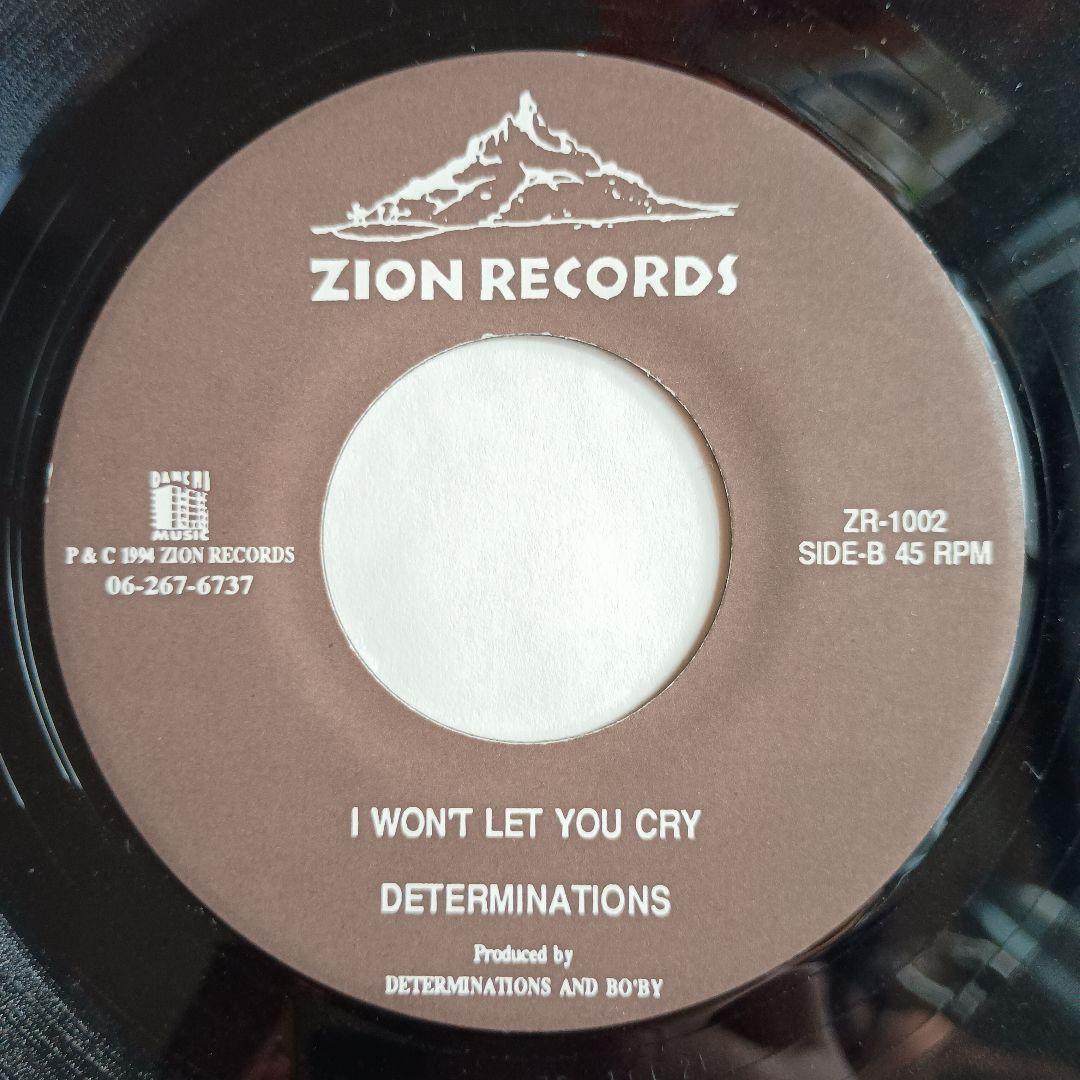 ZION RECORDS
DANCHI
MUSIC
P & C 1994 ZION RECORDS
06-267-6737
ZR-1002
SIDE-B 45 RPM
I WON'T LET YOU CRY
DETERMINATIONS
Produced by
DETERMINATIONS AND BO'BY